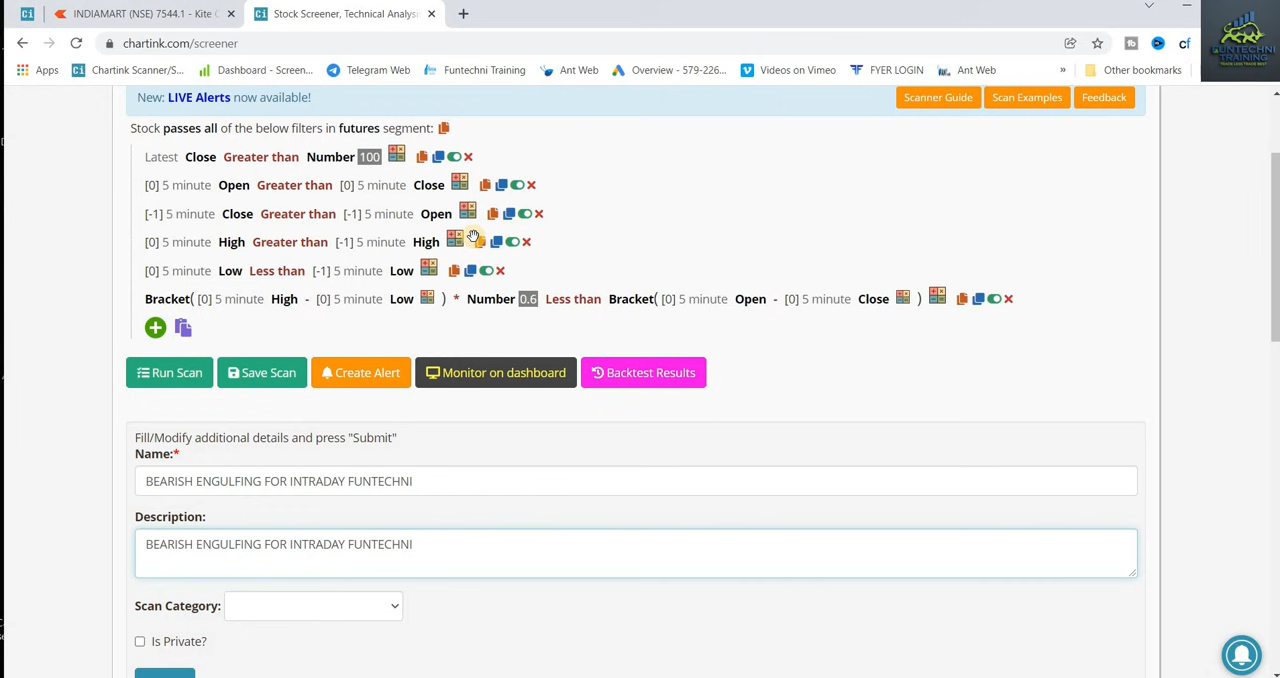 INDIAMART (NSE) 7544.1 - Kite
Stock Screener, Technical Analysis
chartink.com/screener
Apps
Chartink Scanner/S...
Dashboard - Screen...
Telegram Web
Funtechni Training
Ant Web
Overview - 579-226...
Videos on Vimeo
FYER LOGIN
Ant Web
»
Other bookmarks
FUNTECHNI
TRAINING
New: LIVE Alerts now available!
Scanner Guide
Scan Examples
Feedback
Stock passes all of the below filters in futures segment:
Latest Close Greater than Number 100
[0] 5 minute Open Greater than [0] 5 minute Close
[-1] 5 minute Close Greater than [-1] 5 minute Open
[0] 5 minute High Greater than [-1] 5 minute High
[0] 5 minute Low Less than [-1] 5 minute Low
Bracket( [0] 5 minute High - [0] 5 minute Low ) * Number 0.6 Less than Bracket( [0] 5 minute Open - [0] 5 minute Close )
Run Scan
Save Scan
Create Alert
Monitor on dashboard
Backtest Results
Fill/Modify additional details and press "Submit"
Name:*
BEARISH ENGULFING FOR INTRADAY FUNTECHNI
Description:
BEARISH ENGULFING FOR INTRADAY FUNTECHNI
Scan Category:
Is Private?